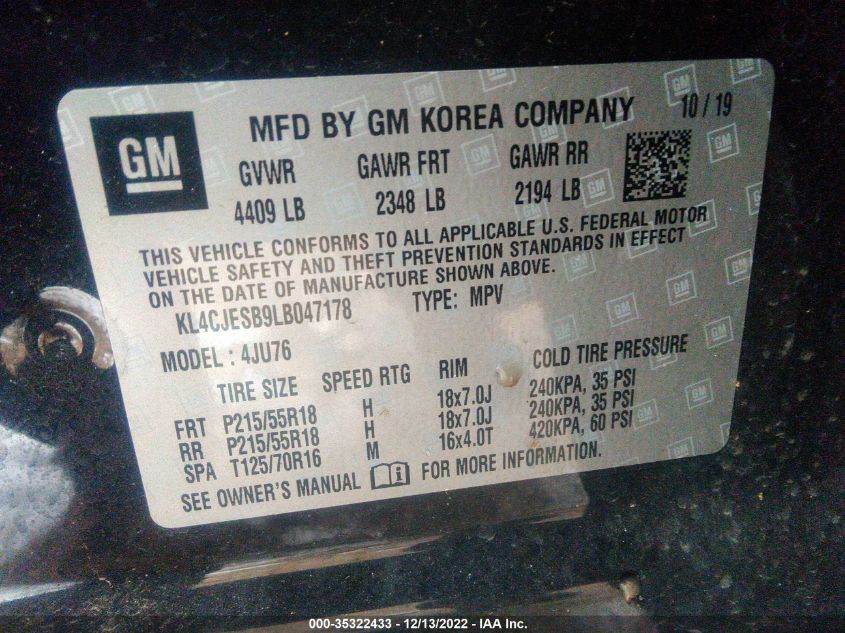 GM
MFD BY GM KOREA COMPANY 10 / 19
GVWR GAWR FRT GAWR RR
4409 LB 2348 LB 2194 LB
THIS VEHICLE CONFORMS TO ALL APPLICABLE U.S. FEDERAL MOTOR
VEHICLE SAFETY AND THEFT PREVENTION STANDARDS IN EFFECT
ON THE DATE OF MANUFACTURE SHOWN ABOVE.
KL4CJESB9LB047178 TYPE: MPV
MODEL : 4JU76
TIRE SIZE SPEED RTG RIM COLD TIRE PRESSURE
FRT P215/55R18 H 18x7.0J 240KPA, 35 PSI
RR P215/55R18 H 18x7.0J 240KPA, 35 PSI
SPA T125/70R16 M 16x4.0T 420KPA, 60 PSI
SEE OWNER'S MANUAL FOR MORE INFORMATION.
000-35322433 - 12/13/2022 - IAA Inc.